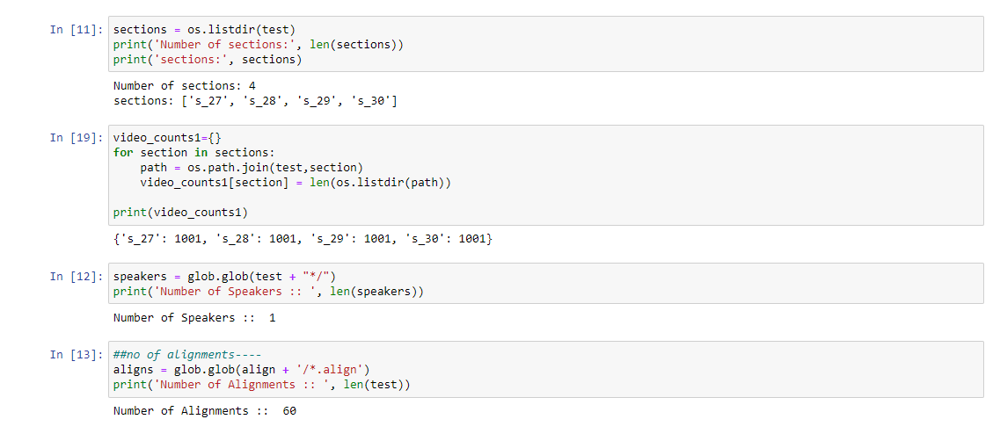 In [11]: sections = os.listdir(test)
print('Number of sections:', len(sections))
print('sections:', sections)
Number of sections: 4
sections: ['s_27', 's_28', 's_29', 's_30']
In [19]: video_counts1={}
for section in sections:
    path = os.path.join(test,section)
    video_counts1[section] = len(os.listdir(path))

print(video_counts1)
{'s_27': 1001, 's_28': 1001, 's_29': 1001, 's_30': 1001}
In [12]: speakers = glob.glob(test + "*/")
print('Number of Speakers :: ', len(speakers))
Number of Speakers ::  1
In [13]: ##no of alignments----
aligns = glob.glob(align + '/*.align')
print('Number of Alignments :: ', len(test))
Number of Alignments ::  60